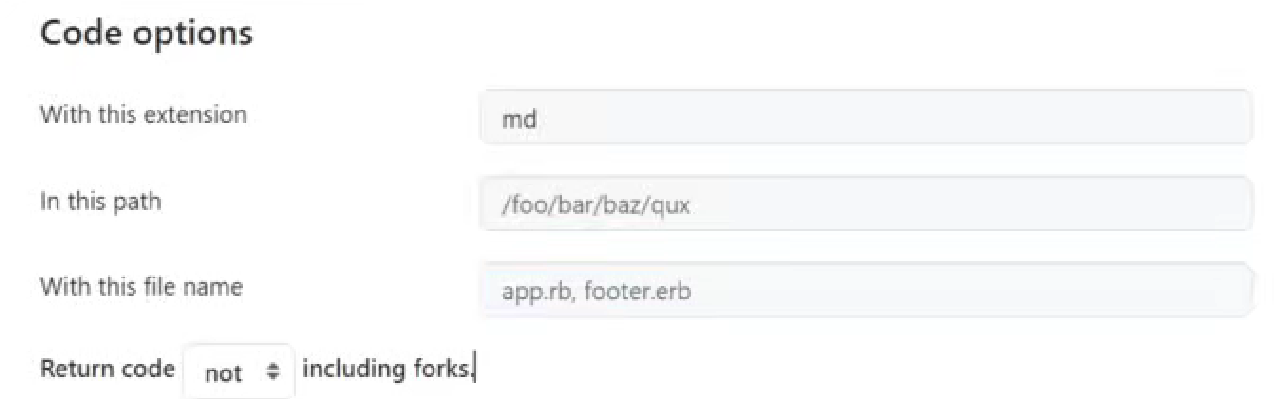 Code options
With this extension md
In this path /foo/bar/baz/qux
With this file name app.rb, footer.erb
Return code not including forks.